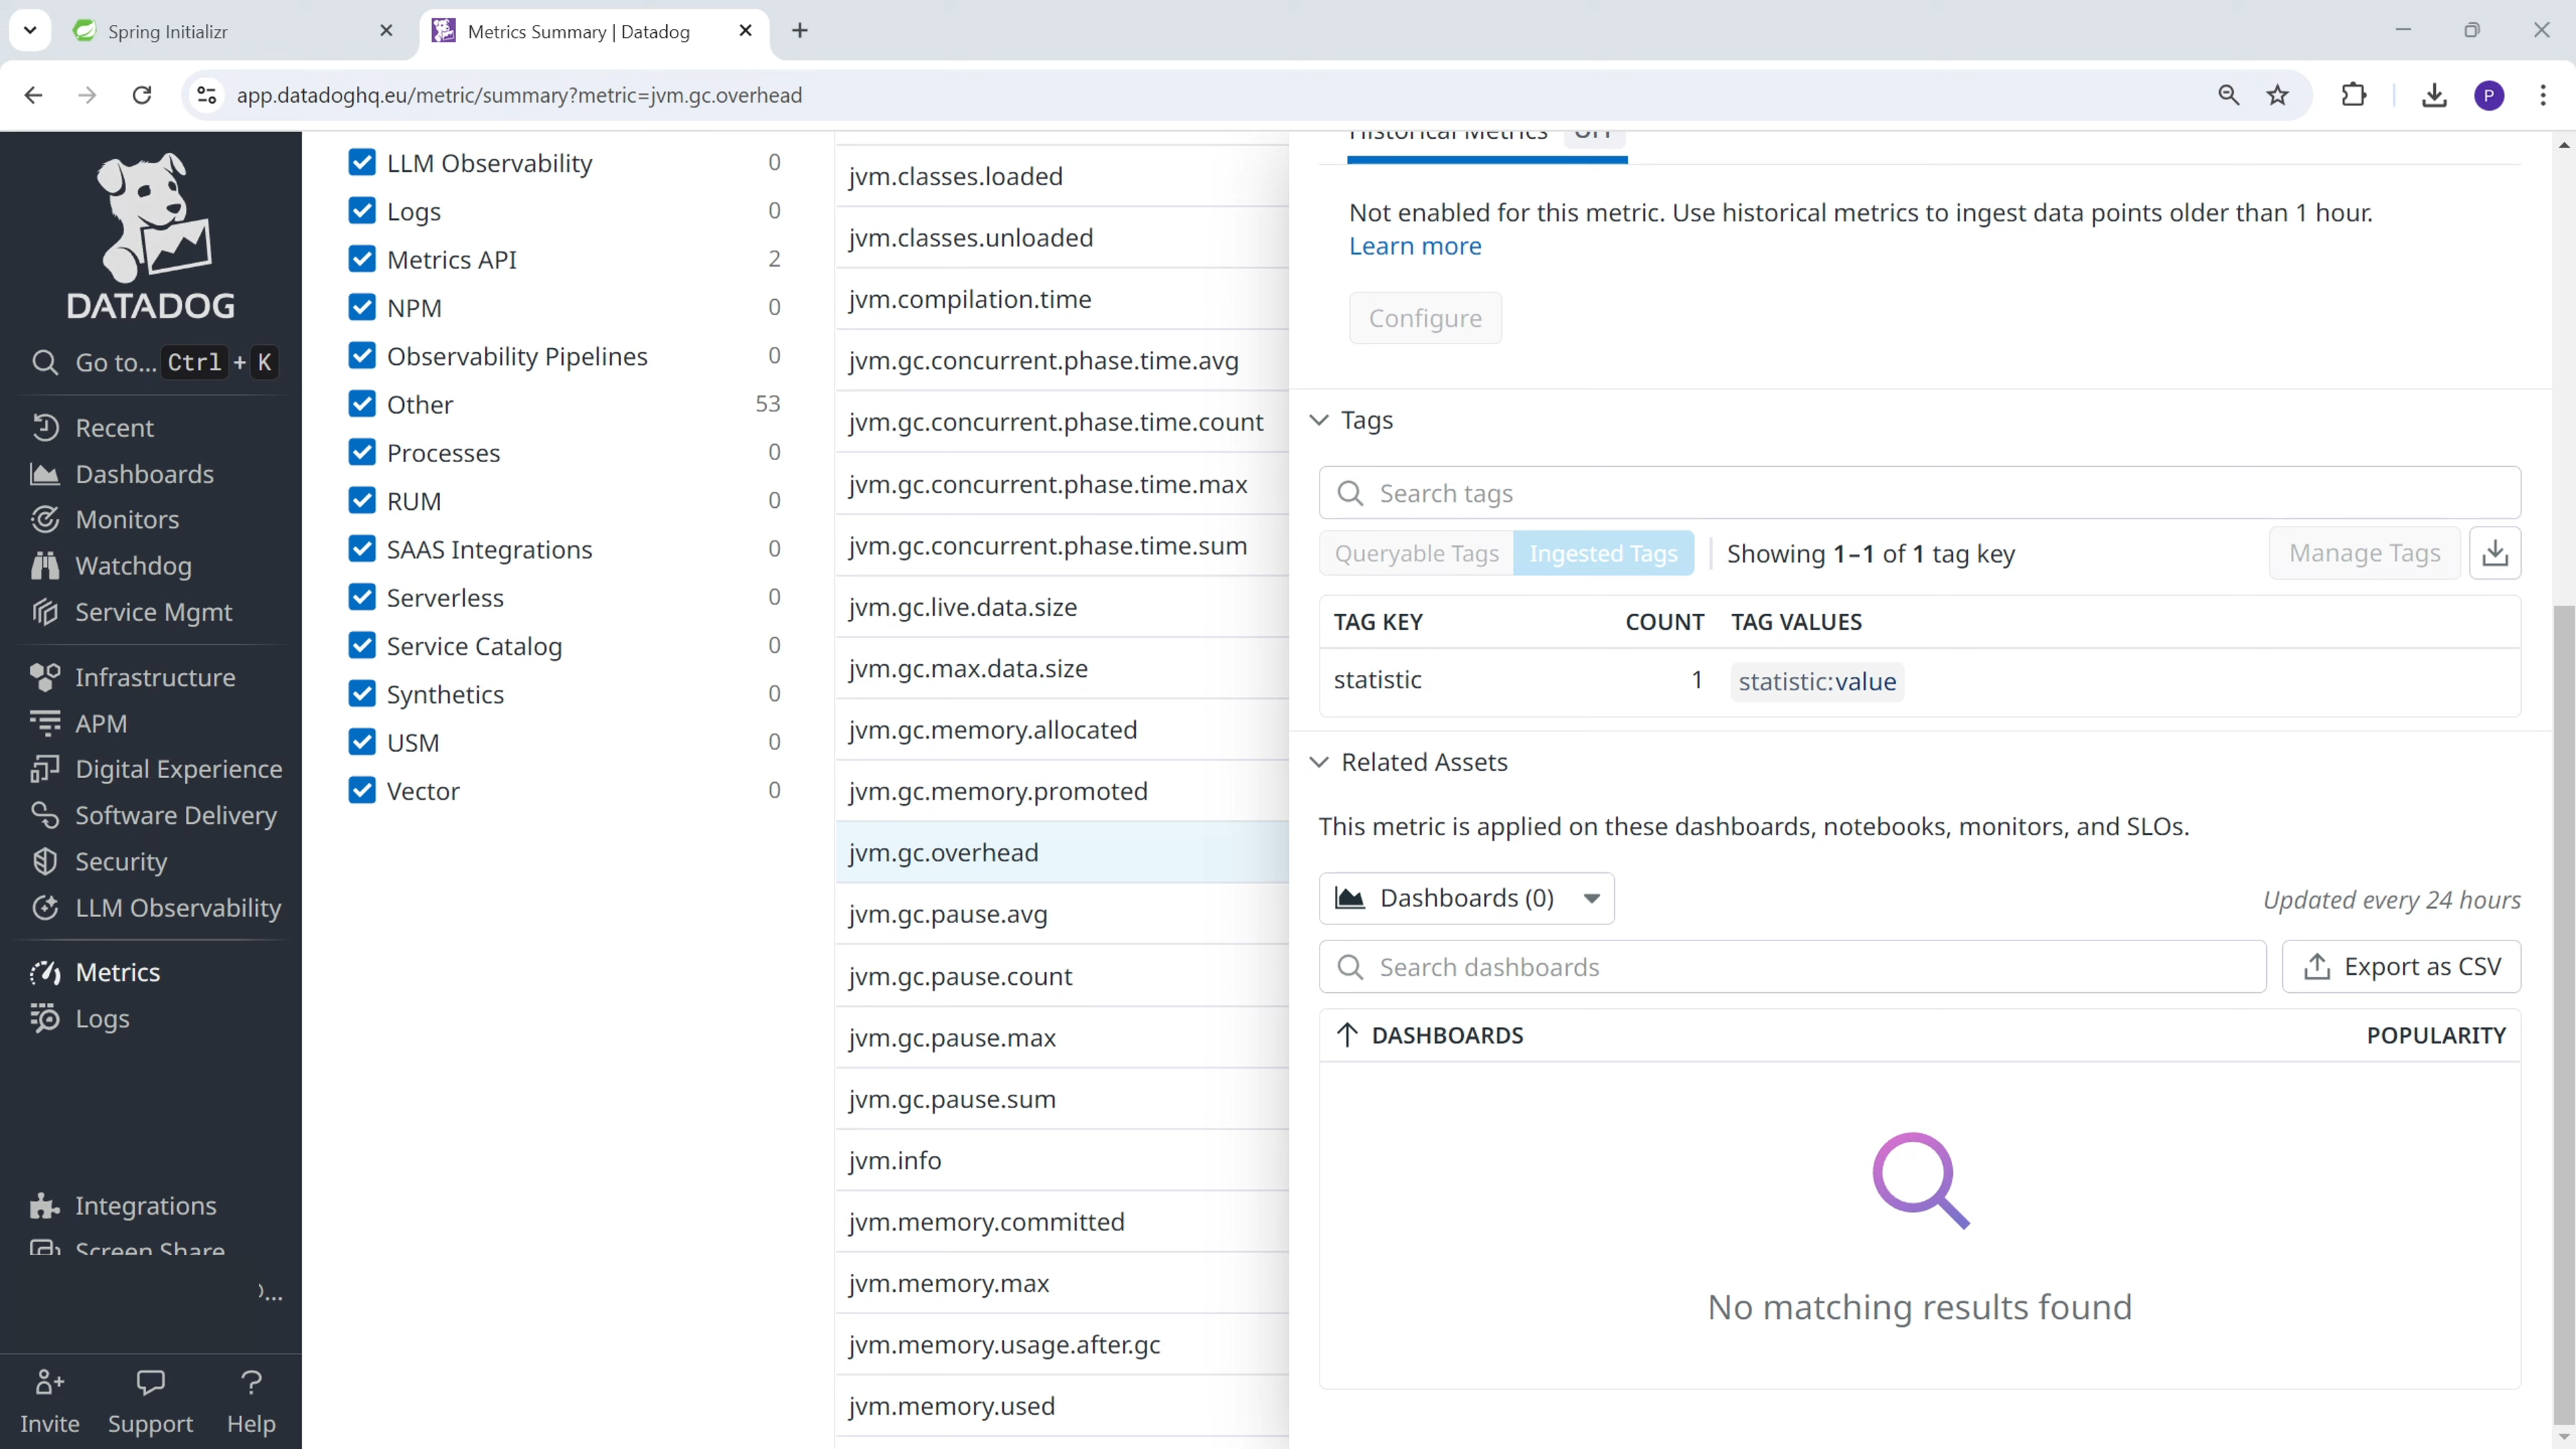 Spring Initializr
Metrics Summary | Datadog
app.datadoghq.eu/metric/summary?metric=jvm.gc.overhead
P
DATADOG
Go to... Ctrl + K
Recent
Dashboards
Monitors
Watchdog
Service Mgmt
Infrastructure
APM
Digital Experience
Software Delivery
Security
LLM Observability
Metrics
Logs
Integrations
Screen Share
...
Invite
Support
Help
LLM Observability 0
Logs 0
Metrics API 2
NPM 0
Observability Pipelines 0
Other 53
Processes 0
RUM 0
SAAS Integrations 0
Serverless 0
Service Catalog 0
Synthetics 0
USM 0
Vector 0
jvm.classes.loaded
jvm.classes.unloaded
jvm.compilation.time
jvm.gc.concurrent.phase.time.avg
jvm.gc.concurrent.phase.time.count
jvm.gc.concurrent.phase.time.max
jvm.gc.concurrent.phase.time.sum
jvm.gc.live.data.size
jvm.gc.max.data.size
jvm.gc.memory.allocated
jvm.gc.memory.promoted
jvm.gc.overhead
jvm.gc.pause.avg
jvm.gc.pause.count
jvm.gc.pause.max
jvm.gc.pause.sum
jvm.info
jvm.memory.committed
jvm.memory.max
jvm.memory.usage.after.gc
jvm.memory.used
Historical Metrics OFF
Not enabled for this metric. Use historical metrics to ingest data points older than 1 hour.
Learn more
Configure
Tags
Search tags
Queryable Tags Ingested Tags Showing 1–1 of 1 tag key Manage Tags
TAG KEY COUNT TAG VALUES
statistic 1 statistic:value
Related Assets
This metric is applied on these dashboards, notebooks, monitors, and SLOs.
Dashboards (0) Updated every 24 hours
Search dashboards Export as CSV
DASHBOARDS POPULARITY
No matching results found